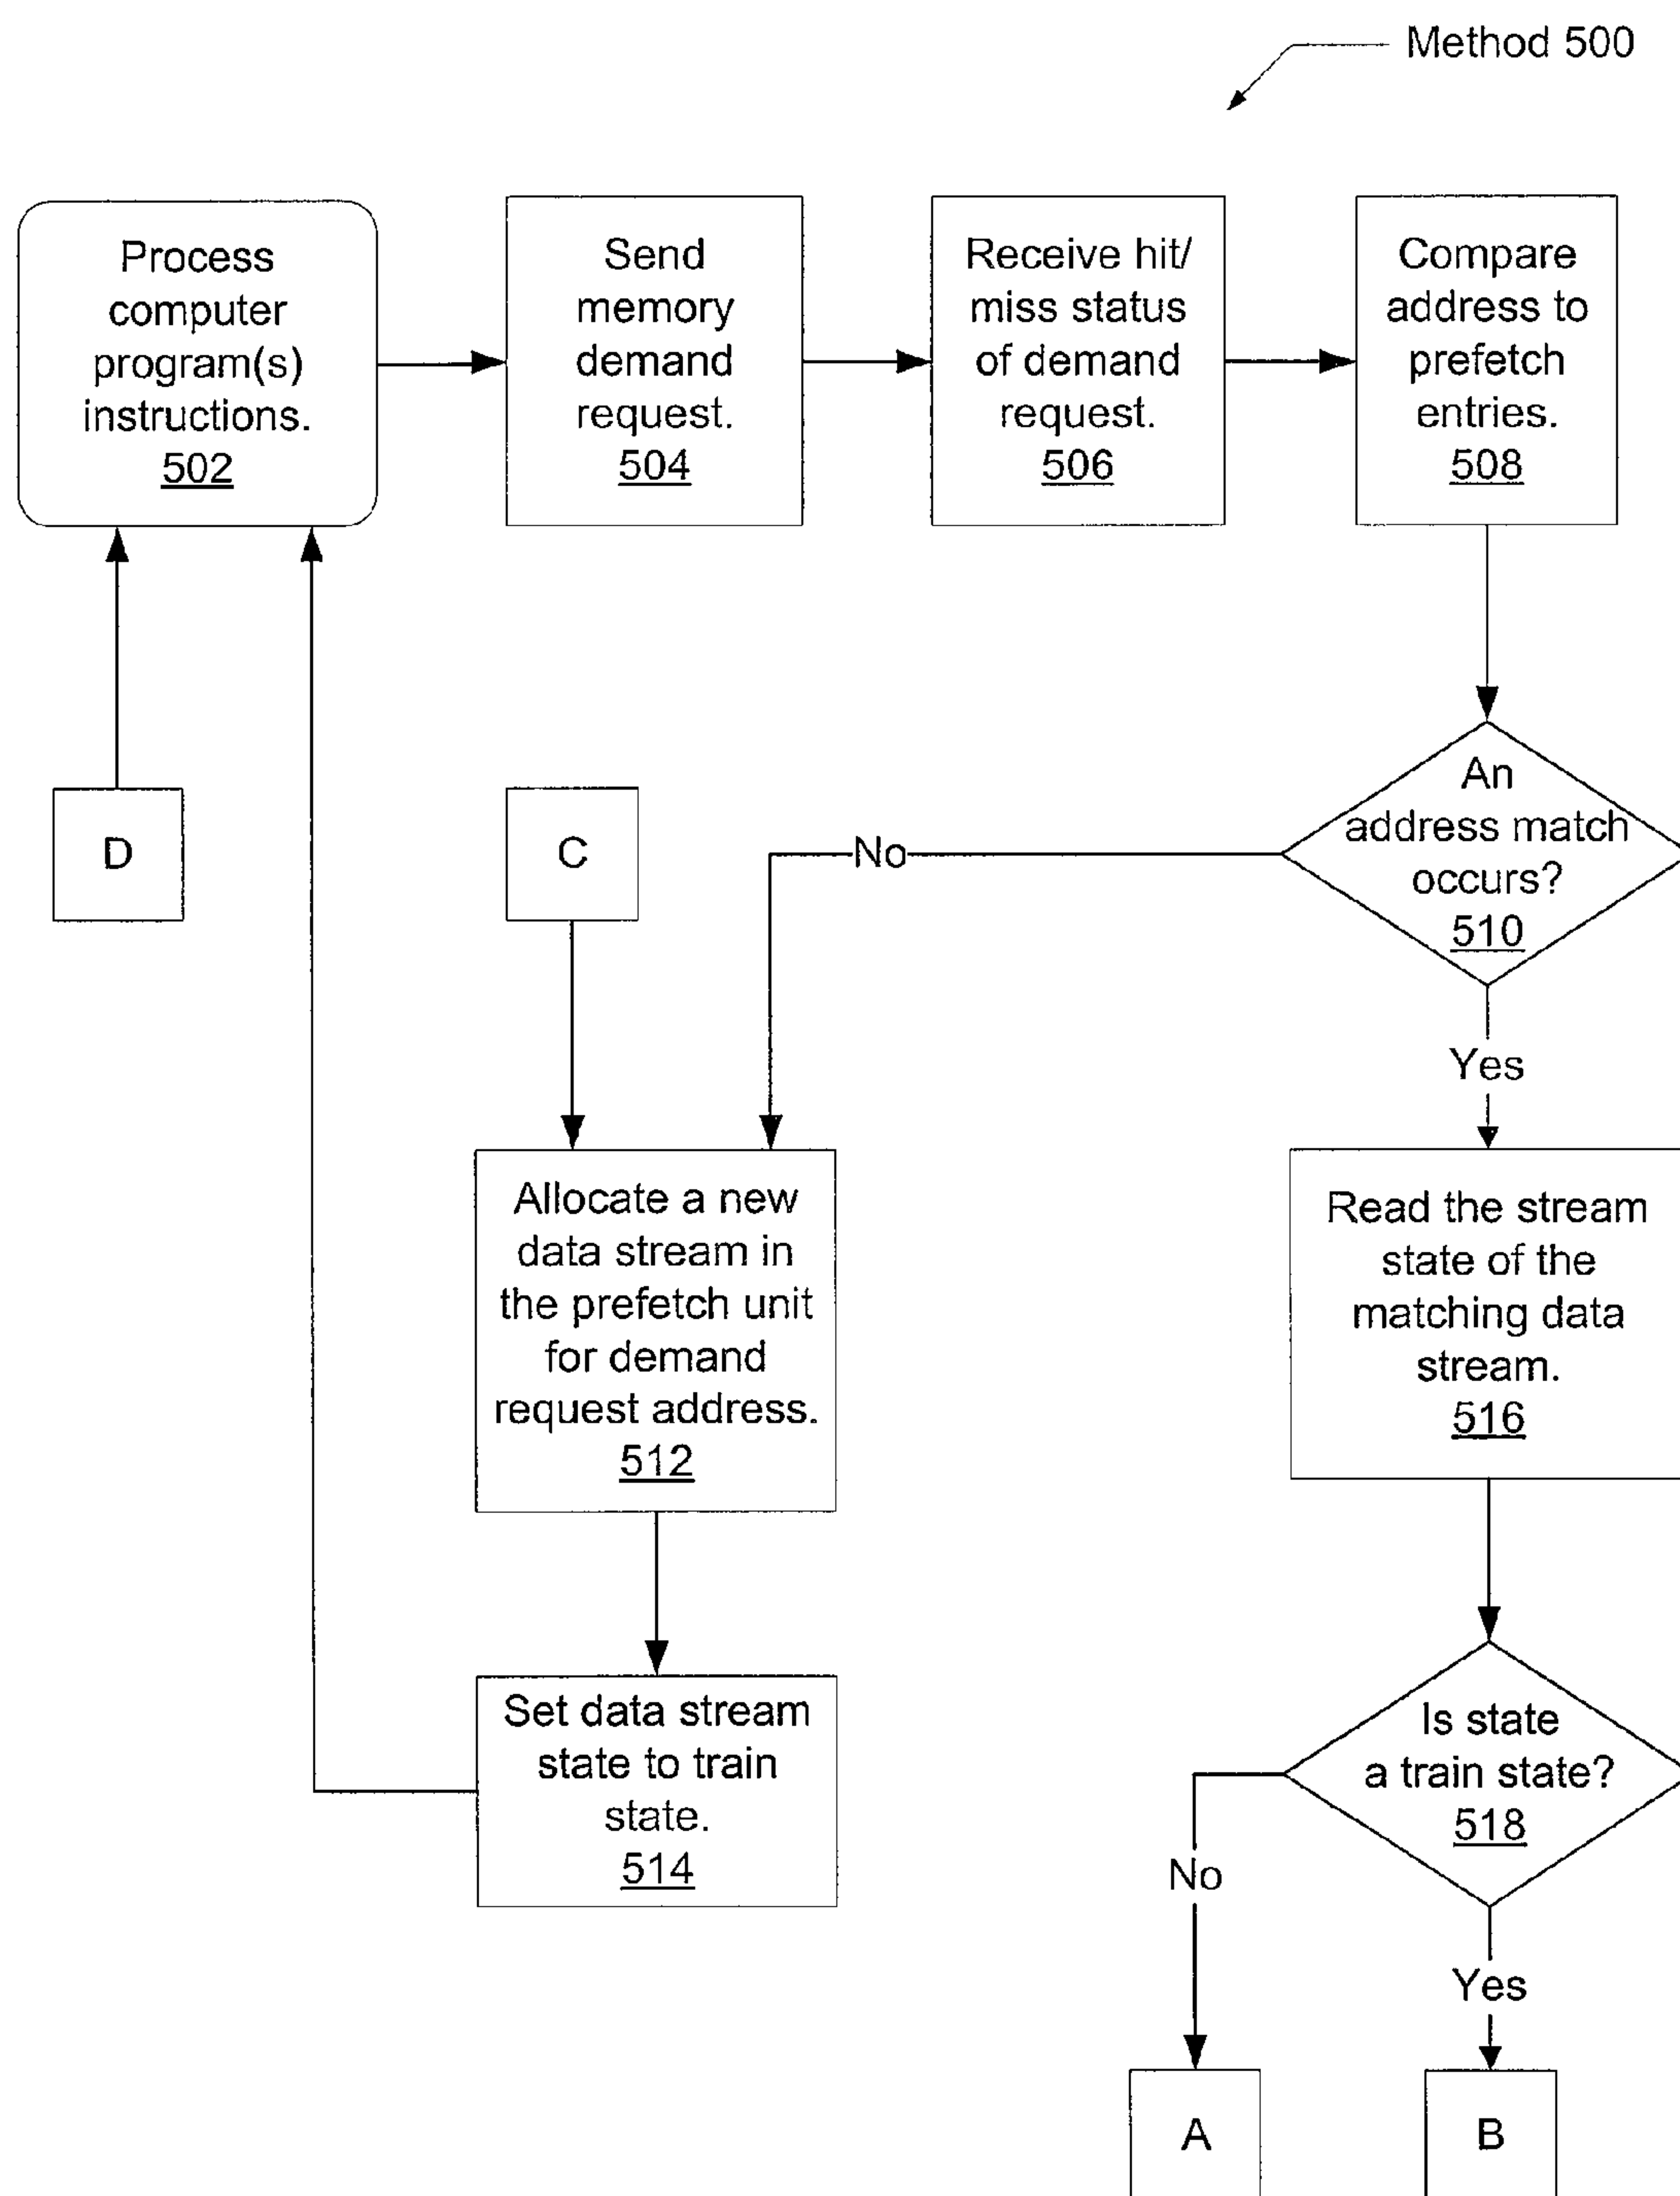 Method 500
Process
computer
program(s)
instructions.
502
Send
memory
demand
request.
504
Receive hit/
miss status
of demand
request.
506
Compare
address to
prefetch
entries.
508
D
C
No
An
address match
occurs?
510
Yes
Allocate a new
data stream in
the prefetch unit
for demand
request address.
512
Read the stream
state of the
matching data
stream.
516
Set data stream
state to train
state.
514
Is state
a train state?
518
No
Yes
A
B